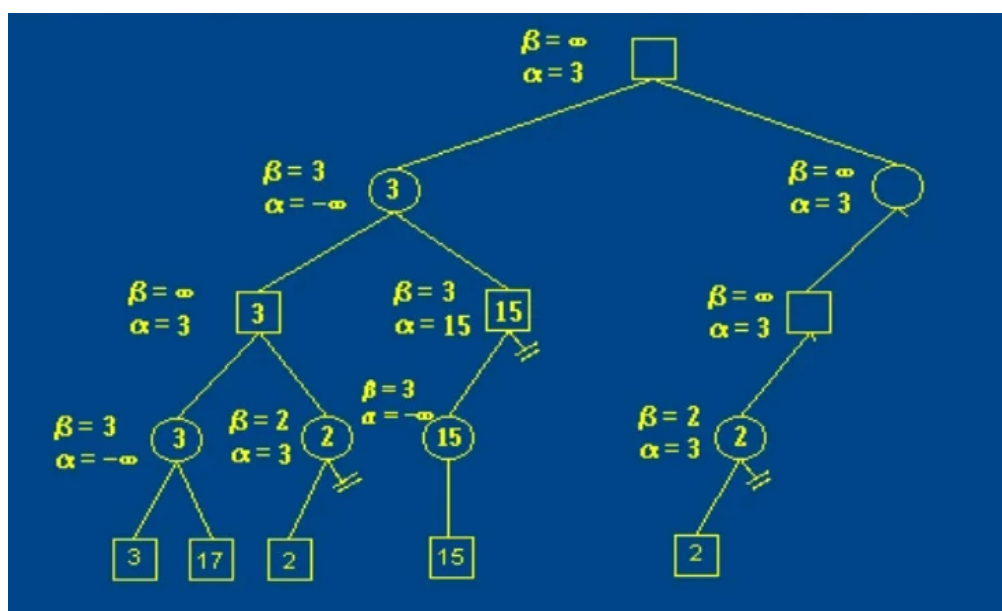 β = ∞
α = 3
β = 3
α = -∞
3
β = ∞
α = 3
β = ∞
α = 3
3
β = 3
α = 15
15
β = ∞
α = 3
β = 3
α = -∞
3
β = 2
α = 3
2
β = 3
α = -∞
15
β = 2
α = 3
2
3
17
2
15
2